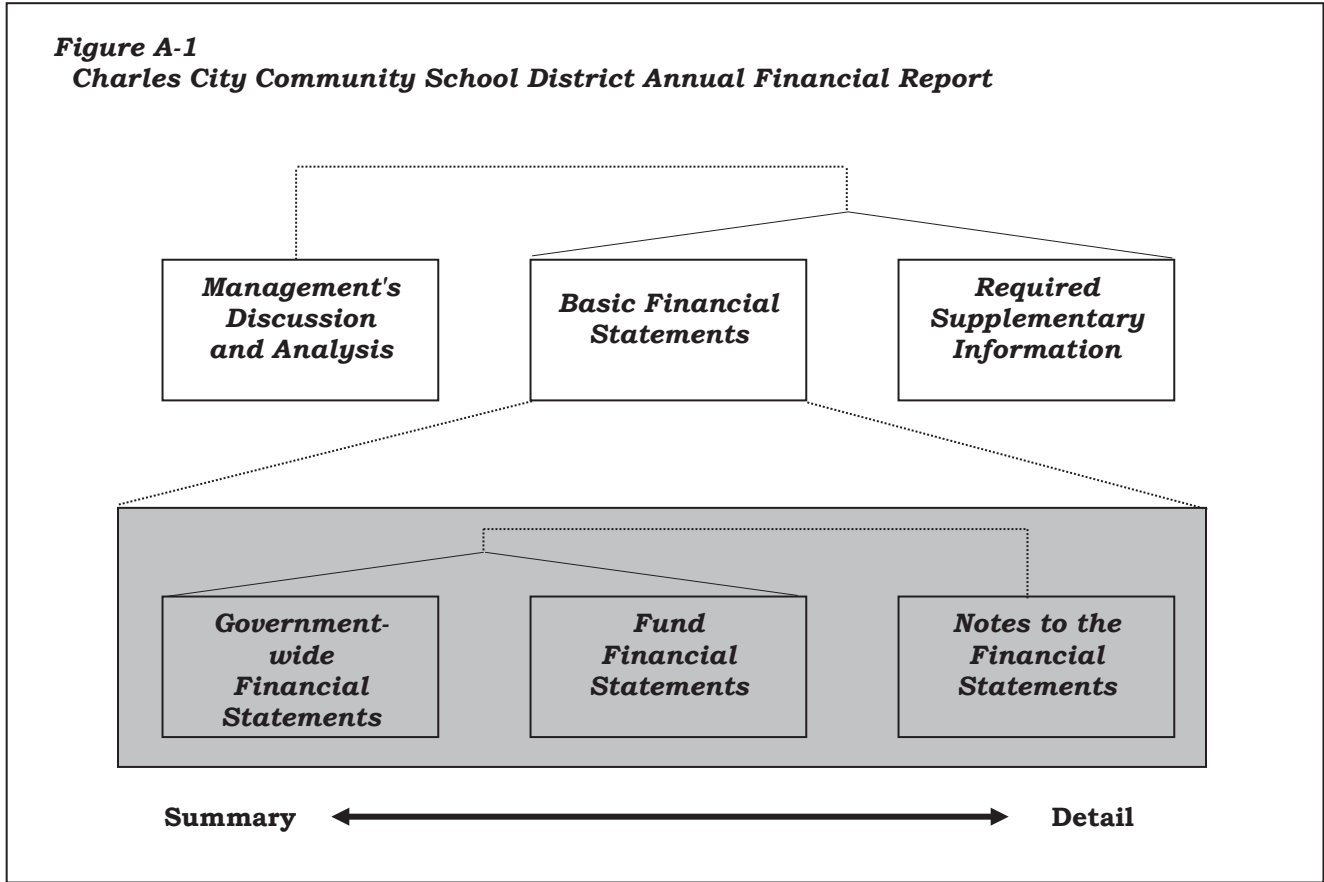 Figure A-1
Charles City Community School District Annual Financial Report
Management's
Discussion
and Analysis
Basic Financial
Statements
Required
Supplementary
Information
Government-
wide
Financial
Statements
Fund
Financial
Statements
Notes to the
Financial
Statements
Summary
Detail